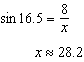 sin 16.5 = 8/x
x ≈ 28.2